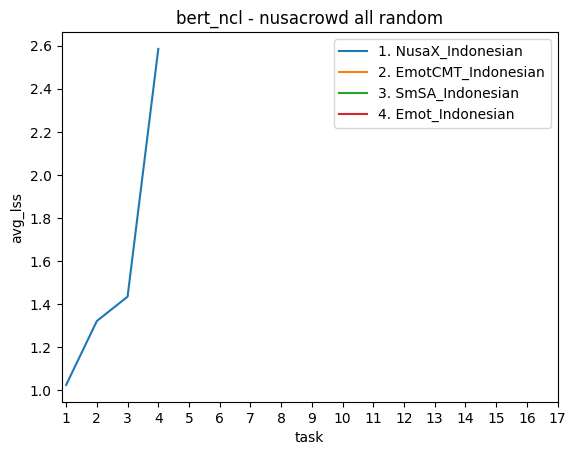 bert_ncl - nusacrowd all random
1. NusaX_Indonesian
2. EmotCMT_Indonesian
3. SmSA_Indonesian
4. Emot_Indonesian
avg_lss
2.6
2.4
2.2
2.0
1.8
1.6
1.4
1.2
1.0
1 2 3 4 5 6 7 8 9 10 11 12 13 14 15 16 17
task